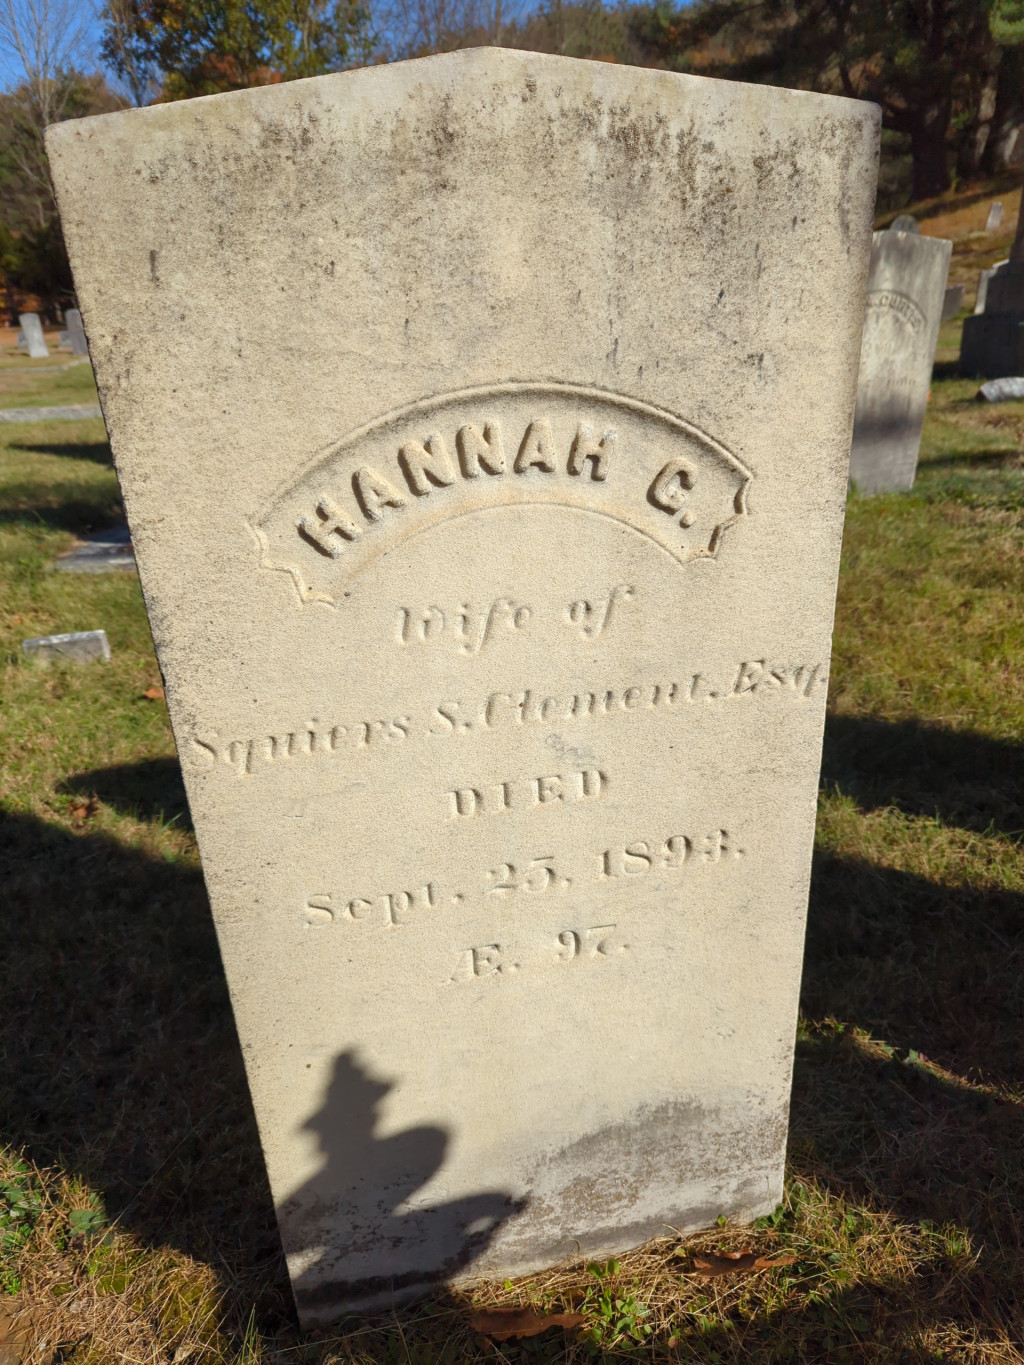 HANNAH G.
Wife of
Squiers S. Clement, Esq.
DIED
Sept. 25, 1893.
Æ. 97.